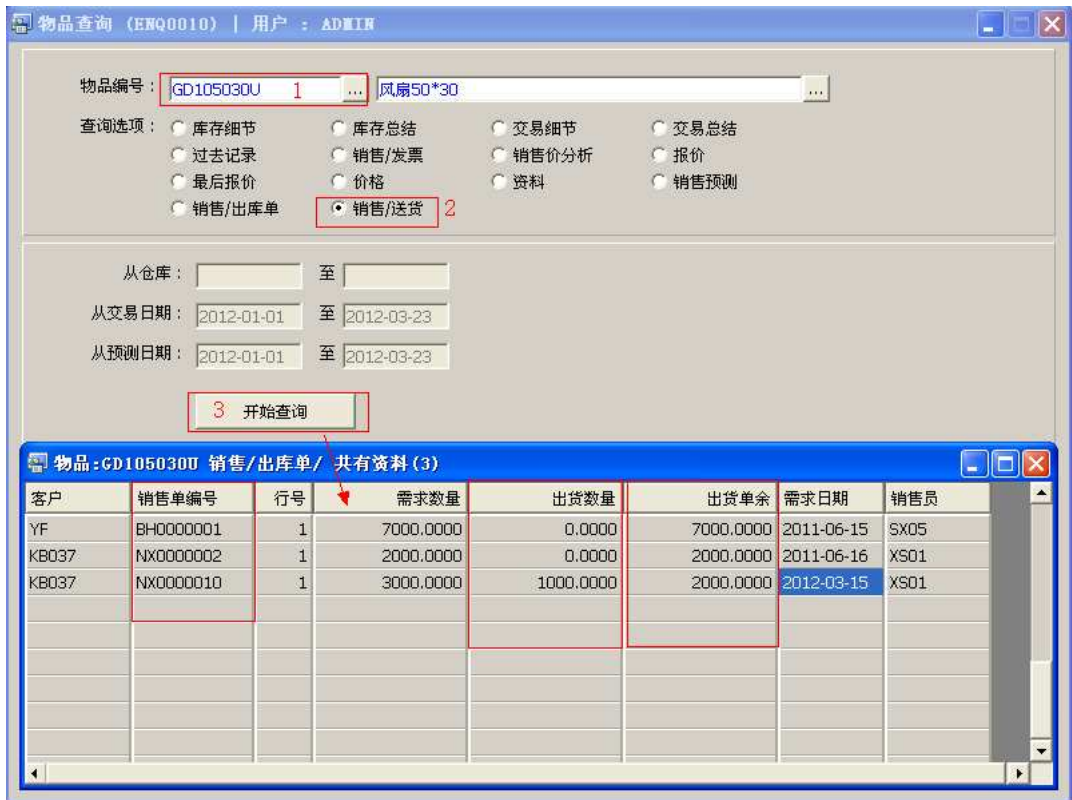 物品查询 (ENQ0010) | 用户 : ADMIN
物品编号： GD105030U 1 ... 风扇50*30 ...
查询选项： 库存细节 库存总结 交易细节 交易总结
过去记录 销售/发票 销售价分析 报价
最后报价 价格 资料 销售预测
销售/出库单 销售/送货 2
从仓库： 至
从交易日期： 2012-01-01 至 2012-03-23
从预测日期： 2012-01-01 至 2012-03-23
3 开始查询
物品:GD105030U 销售/出库单/ 共有资料(3)
客户 销售单编号 行号 需求数量 出货数量 出货单余 需求日期 销售员
YF BH0000001 1 7000.0000 0.0000 7000.0000 2011-06-15 SX05
KB037 NX0000002 1 2000.0000 0.0000 2000.0000 2011-06-16 XS01
KB037 NX0000010 1 3000.0000 1000.0000 2000.0000 2012-03-15 XS01